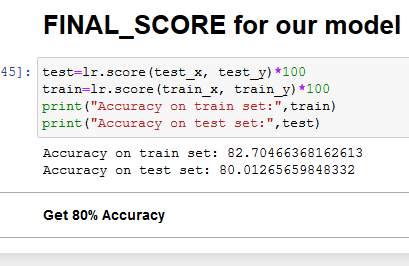 FINAL_SCORE for our model
45]: test=lr.score(test_x, test_y)*100
train=lr.score(train_x, train_y)*100
print("Accuracy on train set:",train)
print("Accuracy on test set:",test)
Accuracy on train set: 82.70466368162613
Accuracy on test set: 80.01265659848332
Get 80% Accuracy